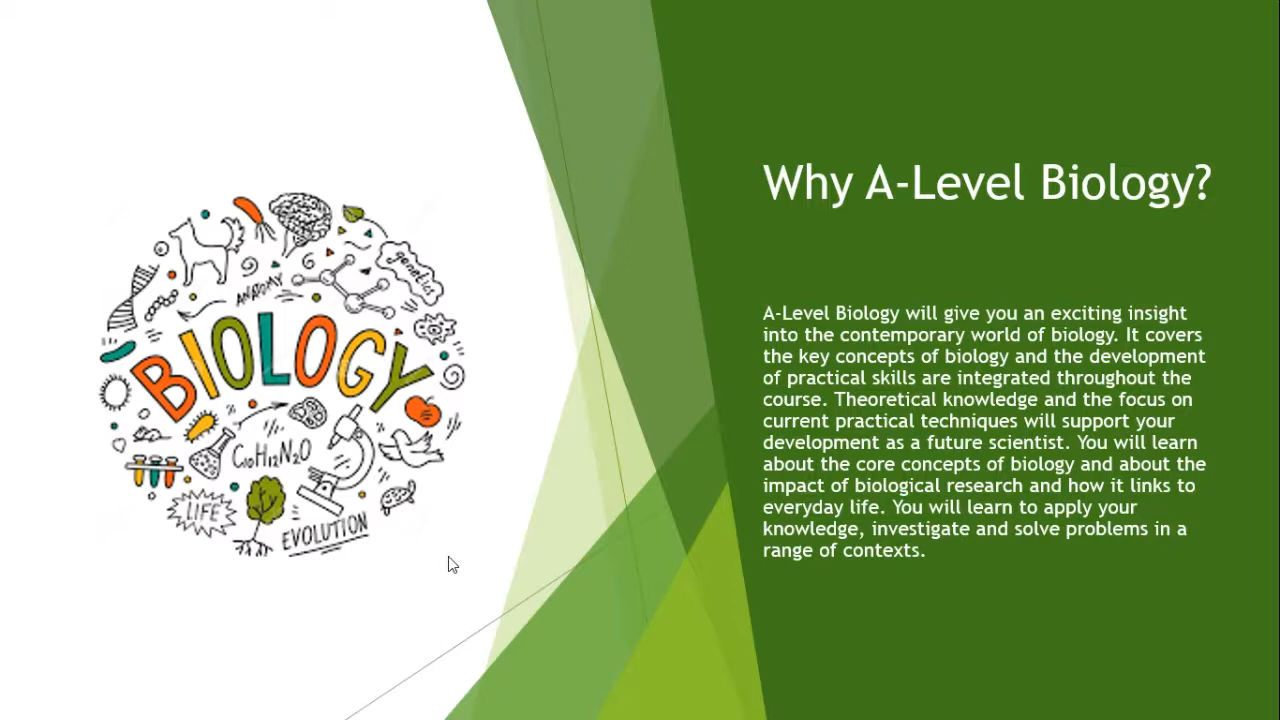 Why A-Level Biology?
A-Level Biology will give you an exciting insight
into the contemporary world of biology. It covers
the key concepts of biology and the development
of practical skills are integrated throughout the
course. Theoretical knowledge and the focus on
current practical techniques will support your
development as a future scientist. You will learn
about the core concepts of biology and about the
impact of biological research and how it links to
everyday life. You will learn to apply your
knowledge, investigate and solve problems in a
range of contexts.
genetics
ANATOMY
BIOLOGY
C10H12N2O
LIFE
EVOLUTION